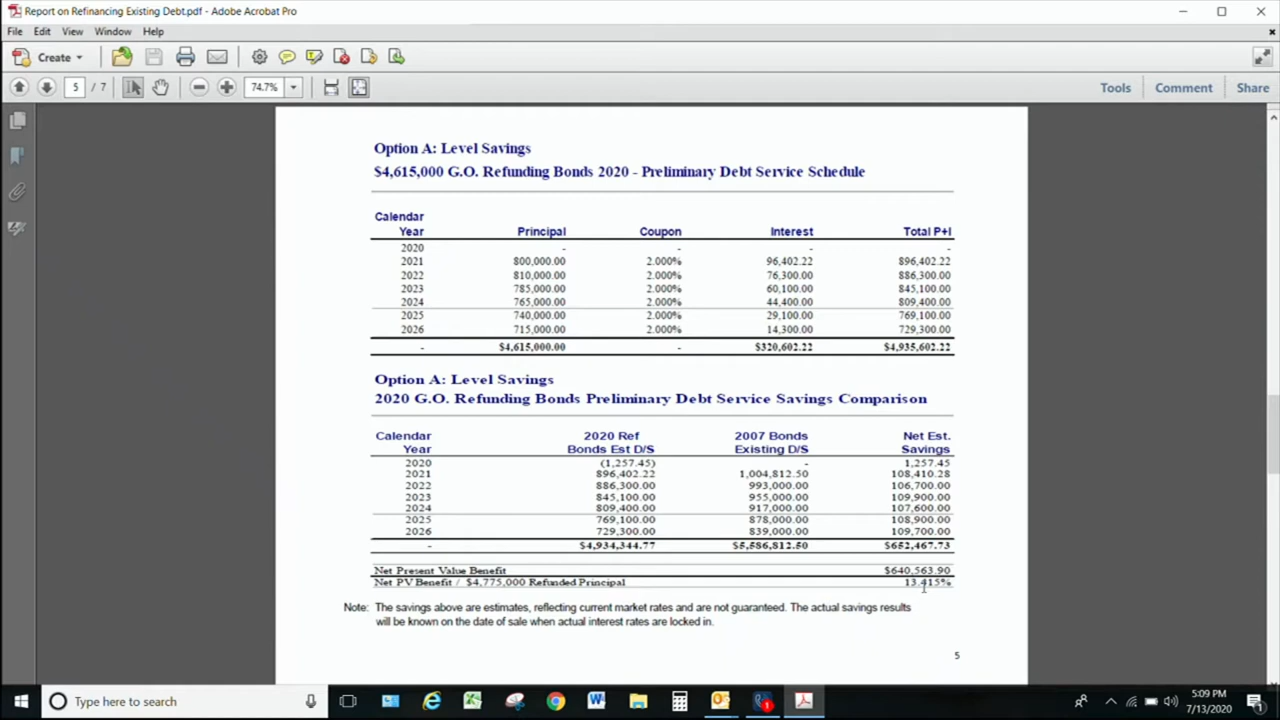 Report on Refinancing Existing Debt.pdf - Adobe Acrobat Pro
File Edit View Window Help
Create
5 / 7 74.7% Tools Comment Share
Option A: Level Savings
$4,615,000 G.O. Refunding Bonds 2020 - Preliminary Debt Service Schedule
Calendar
Year Principal Coupon Interest Total P+I
2020 - - - -
2021 800,000.00 2.000% 96,402.22 896,402.22
2022 810,000.00 2.000% 76,300.00 886,300.00
2023 785,000.00 2.000% 60,100.00 845,100.00
2024 765,000.00 2.000% 44,400.00 809,400.00
2025 740,000.00 2.000% 29,100.00 769,100.00
2026 715,000.00 2.000% 14,300.00 729,300.00
- $4,615,000.00 - $320,602.22 $4,935,602.22
Option A: Level Savings
2020 G.O. Refunding Bonds Preliminary Debt Service Savings Comparison
Calendar 2020 Ref 2007 Bonds Net Est.
Year Bonds Est D/S Existing D/S Savings
2020 (1,257.45) - 1,257.45
2021 896,402.22 1,004,812.50 108,410.28
2022 886,300.00 993,000.00 106,700.00
2023 845,100.00 955,000.00 109,900.00
2024 809,400.00 917,000.00 107,600.00
2025 769,100.00 878,000.00 108,900.00
2026 729,300.00 839,000.00 109,700.00
- $4,934,344.77 $5,586,812.50 $652,467.73
Net Present Value Benefit $640,563.90
Net PV Benefit / $4,775,000 Refunded Principal 13.415%
Note: The savings above are estimates, reflecting current market rates and are not guaranteed. The actual savings results
will be known on the date of sale when actual interest rates are locked in.
5
Type here to search
5:09 PM
7/13/2020